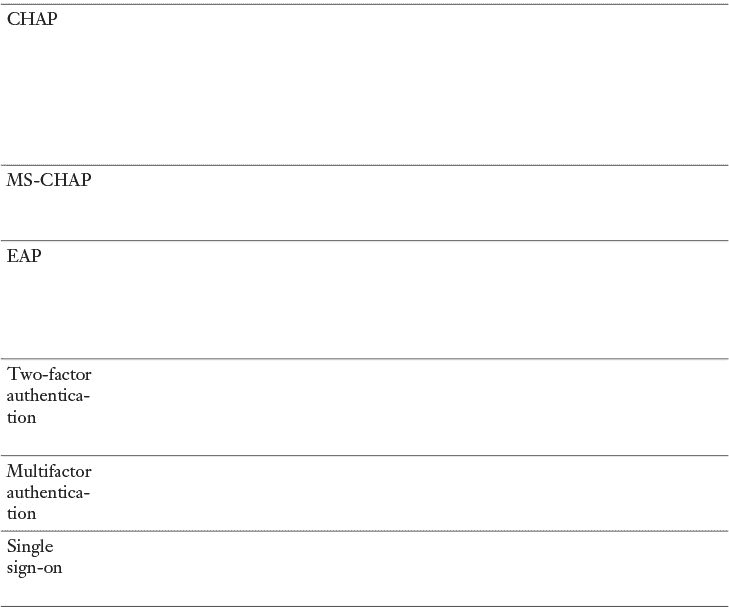 CHAP
MS-CHAP
EAP
Two-factor
authentica-
tion
Multifactor
authentica-
tion
Single
sign-on